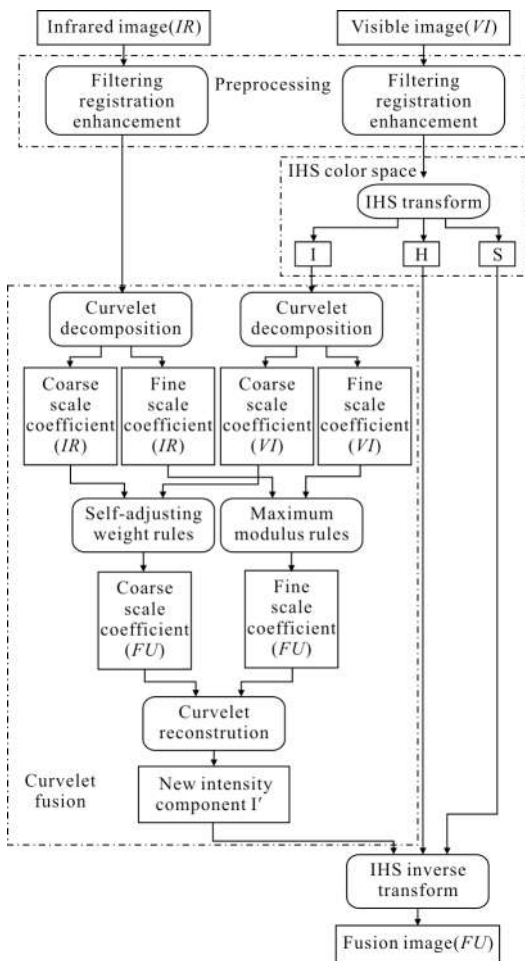 Infrared image(IR)
Visible image(VI)
Preprocessing
Filtering
registration
enhancement
Filtering
registration
enhancement
IHS color space
IHS transform
I
H
S
Curvelet
decomposition
Curvelet
decomposition
Coarse
scale
coefficient
(IR)
Fine
scale
coefficient
(IR)
Coarse
scale
coefficient
(VI)
Fine
scale
coefficient
(VI)
Self-adjusting
weight rules
Maximum
modulus rules
Coarse
scale
coefficient
(FU)
Fine
scale
coefficient
(FU)
Curvelet
reconstrution
Curvelet
fusion
New intensity
component I′
IHS inverse
transform
Fusion image(FU)